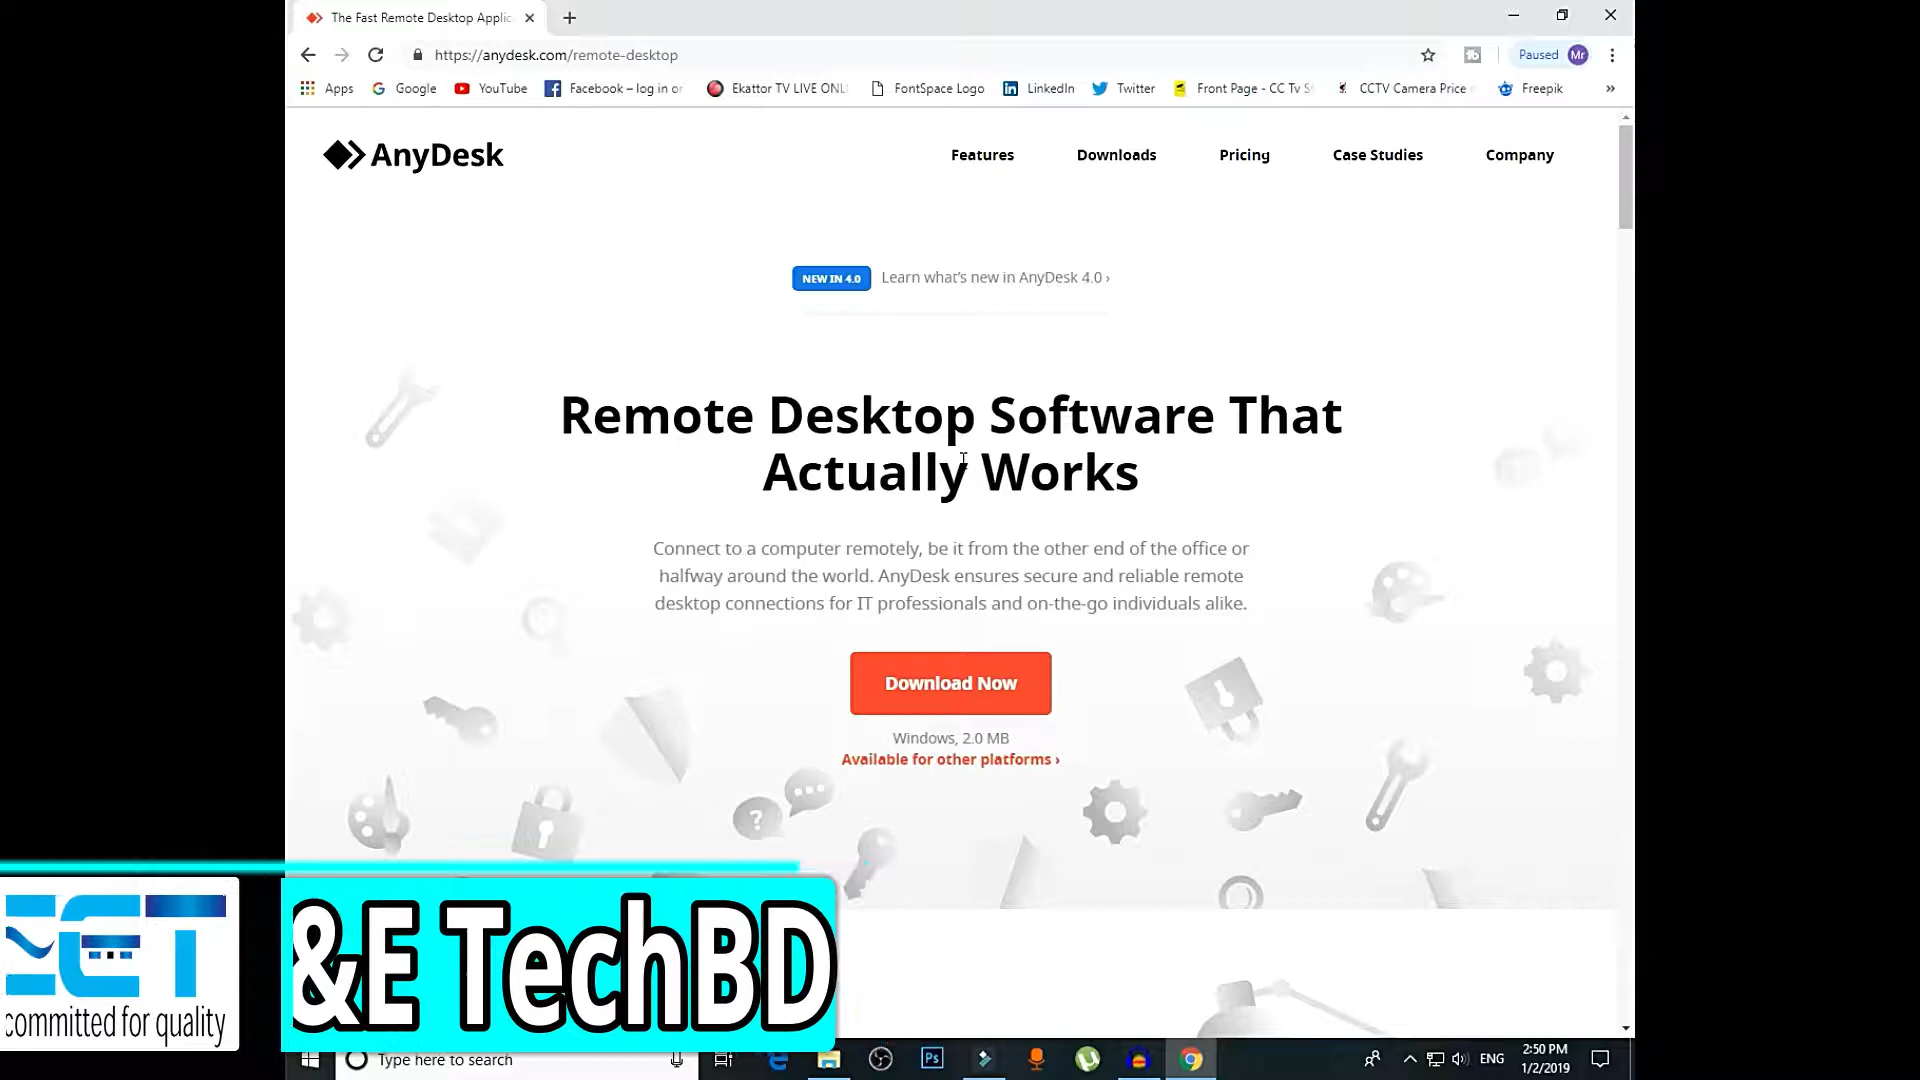 The Fast Remote Desktop Applic
https://anydesk.com/remote-desktop
Paused
Mr
Apps
Google
YouTube
Facebook – log in or
Ekattor TV LIVE ONLI
FontSpace Logo
LinkedIn
Twitter
Front Page - CC Tv S
CCTV Camera Price
Freepik
»
AnyDesk
Features
Downloads
Pricing
Case Studies
Company
NEW IN 4.0
Learn what's new in AnyDesk 4.0 ›
Remote Desktop Software That
Actually Works
Connect to a computer remotely, be it from the other end of the office or
halfway around the world. AnyDesk ensures secure and reliable remote
desktop connections for IT professionals and on-the-go individuals alike.
Download Now
Windows, 2.0 MB
Available for other platforms ›
?
EET
committed for quality
&E TechBD
Type here to search
Ps
ENG
2:50 PM
1/2/2019